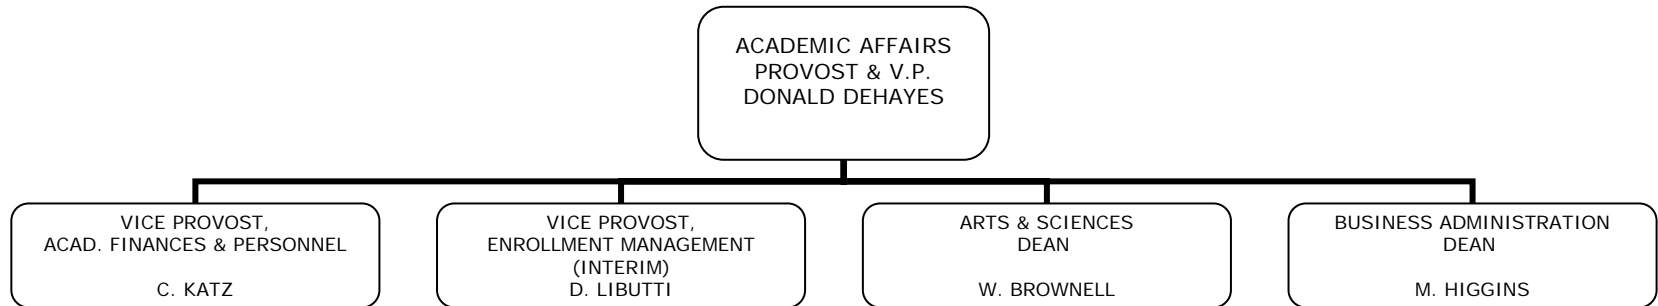 ACADEMIC AFFAIRS
PROVOST & V.P.
DONALD DEHAYES
VICE PROVOST,
ACAD. FINANCES & PERSONNEL
C. KATZ
VICE PROVOST,
ENROLLMENT MANAGEMENT
(INTERIM)
D. LIBUTTI
ARTS & SCIENCES
DEAN
W. BROWNELL
BUSINESS ADMINISTRATION
DEAN
M. HIGGINS